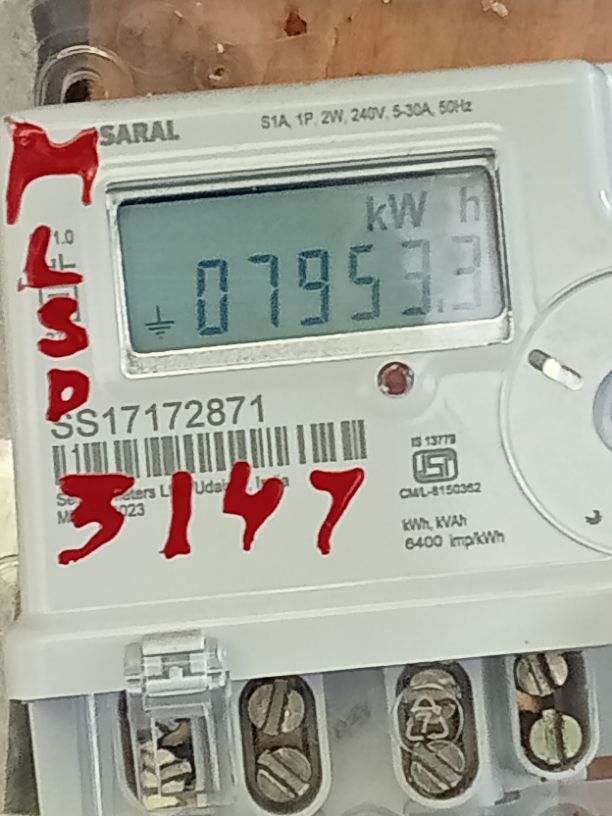 SARAL
S1A, 1P, 2W, 240V, 5-30A, 50Hz
kW h
07953.3
1.0
L
S
P
SS17172871
IS 13779
ISI
CM/L-8150362
3147
kWh, kVAh
6400 imp/kWh